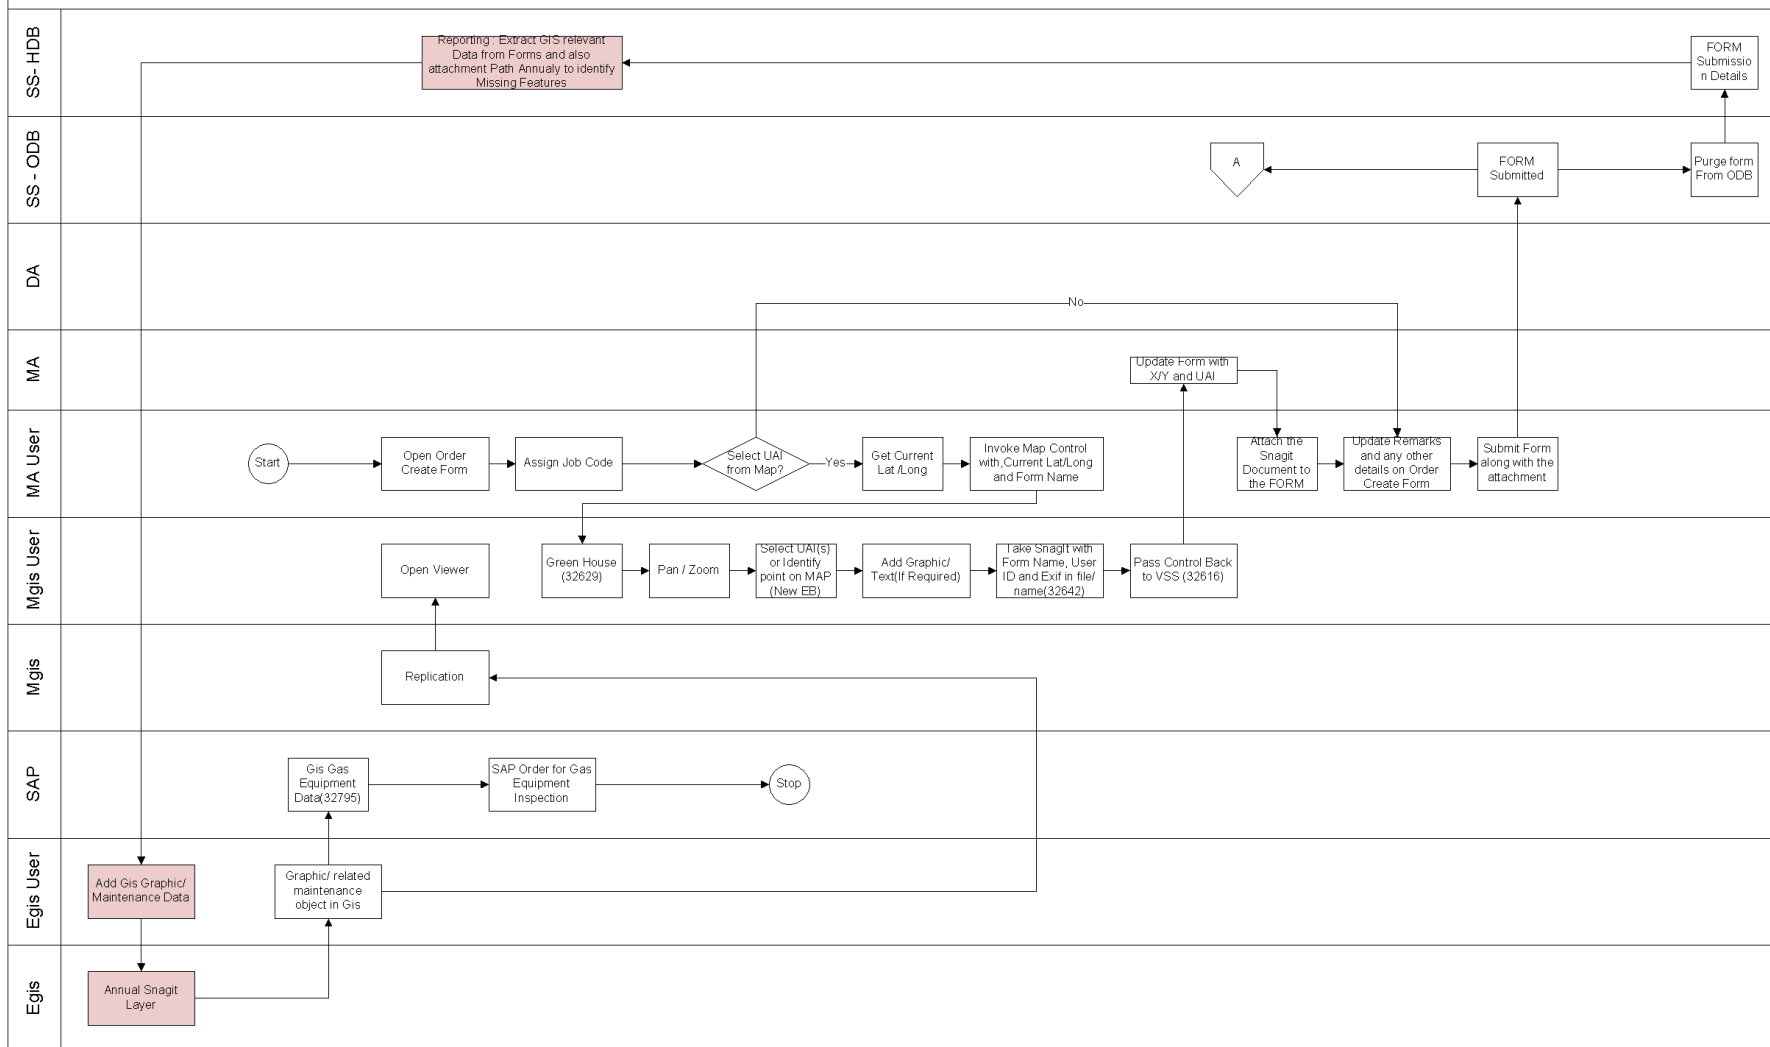 SS- HDB
Reporting : Extract GIS relevant
Data from Forms and also
attachment Path Annualy to identify
Missing Features
FORM
Submissio
n Details
SS - ODB
A
FORM
Submitted
Purge form
From ODB
DA
No
MA
Update Form with
X/Y and UAI
MA User
Start
Open Order
Create Form
Assign Job Code
Select UAI
from Map?
Yes
Get Current
Lat /Long
Invoke Map Control
with,Current Lat/Long
and Form Name
Attach the
Snagit
Document to
the FORM
Update Remarks
and any other
details on Order
Create Form
Submit Form
along with the
attachment
Mgis User
Open Viewer
Green House
(32629)
Pan / Zoom
Select UAI(s)
or Identify
point on MAP
(New EB)
Add Graphic/
Text(If Required)
Take SnagIt with
Form Name, User
ID and Exif in file/
name(32642)
Pass Control Back
to VSS (32616)
Mgis
Replication
SAP
Gis Gas
Equipment
Data(32795)
SAP Order for Gas
Equipment
Inspection
Stop
Egis User
Add Gis Graphic/
Maintenance Data
Graphic/ related
maintenance
object in Gis
Egis
Annual Snagit
Layer